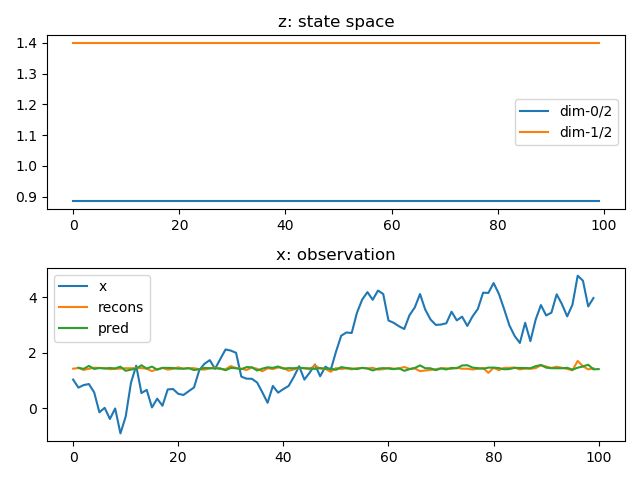 z: state space
1.4
1.3
1.2
1.1
1.0
0.9
dim-0/2
dim-1/2
0 20 40 60 80 100
x: observation
4
2
0
x
recons
pred
0 20 40 60 80 100